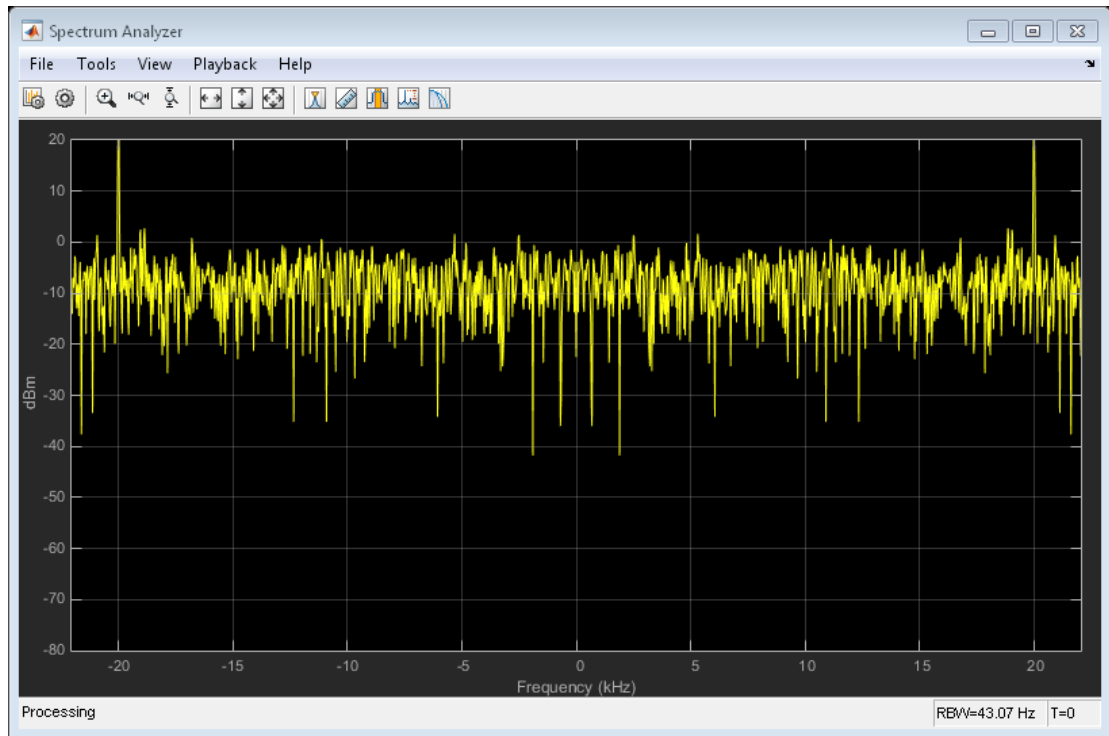 Spectrum Analyzer
File Tools View Playback Help
20
10
0
-10
-20
-30
-40
-50
-60
-70
-80
dBm
-20 -15 -10 -5 0 5 10 15 20
Frequency (kHz)
Processing RBW=43.07 Hz T=0